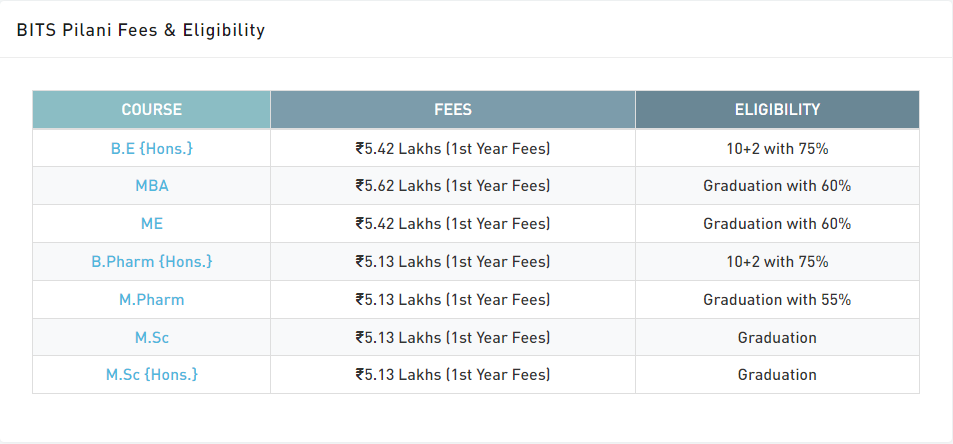 BITS Pilani Fees & Eligibility
COURSE FEES ELIGIBILITY
B.E {Hons.} ₹5.42 Lakhs (1st Year Fees) 10+2 with 75%
MBA ₹5.62 Lakhs (1st Year Fees) Graduation with 60%
ME ₹5.42 Lakhs (1st Year Fees) Graduation with 60%
B.Pharm {Hons.} ₹5.13 Lakhs (1st Year Fees) 10+2 with 75%
M.Pharm ₹5.13 Lakhs (1st Year Fees) Graduation with 55%
M.Sc ₹5.13 Lakhs (1st Year Fees) Graduation
M.Sc {Hons.} ₹5.13 Lakhs (1st Year Fees) Graduation